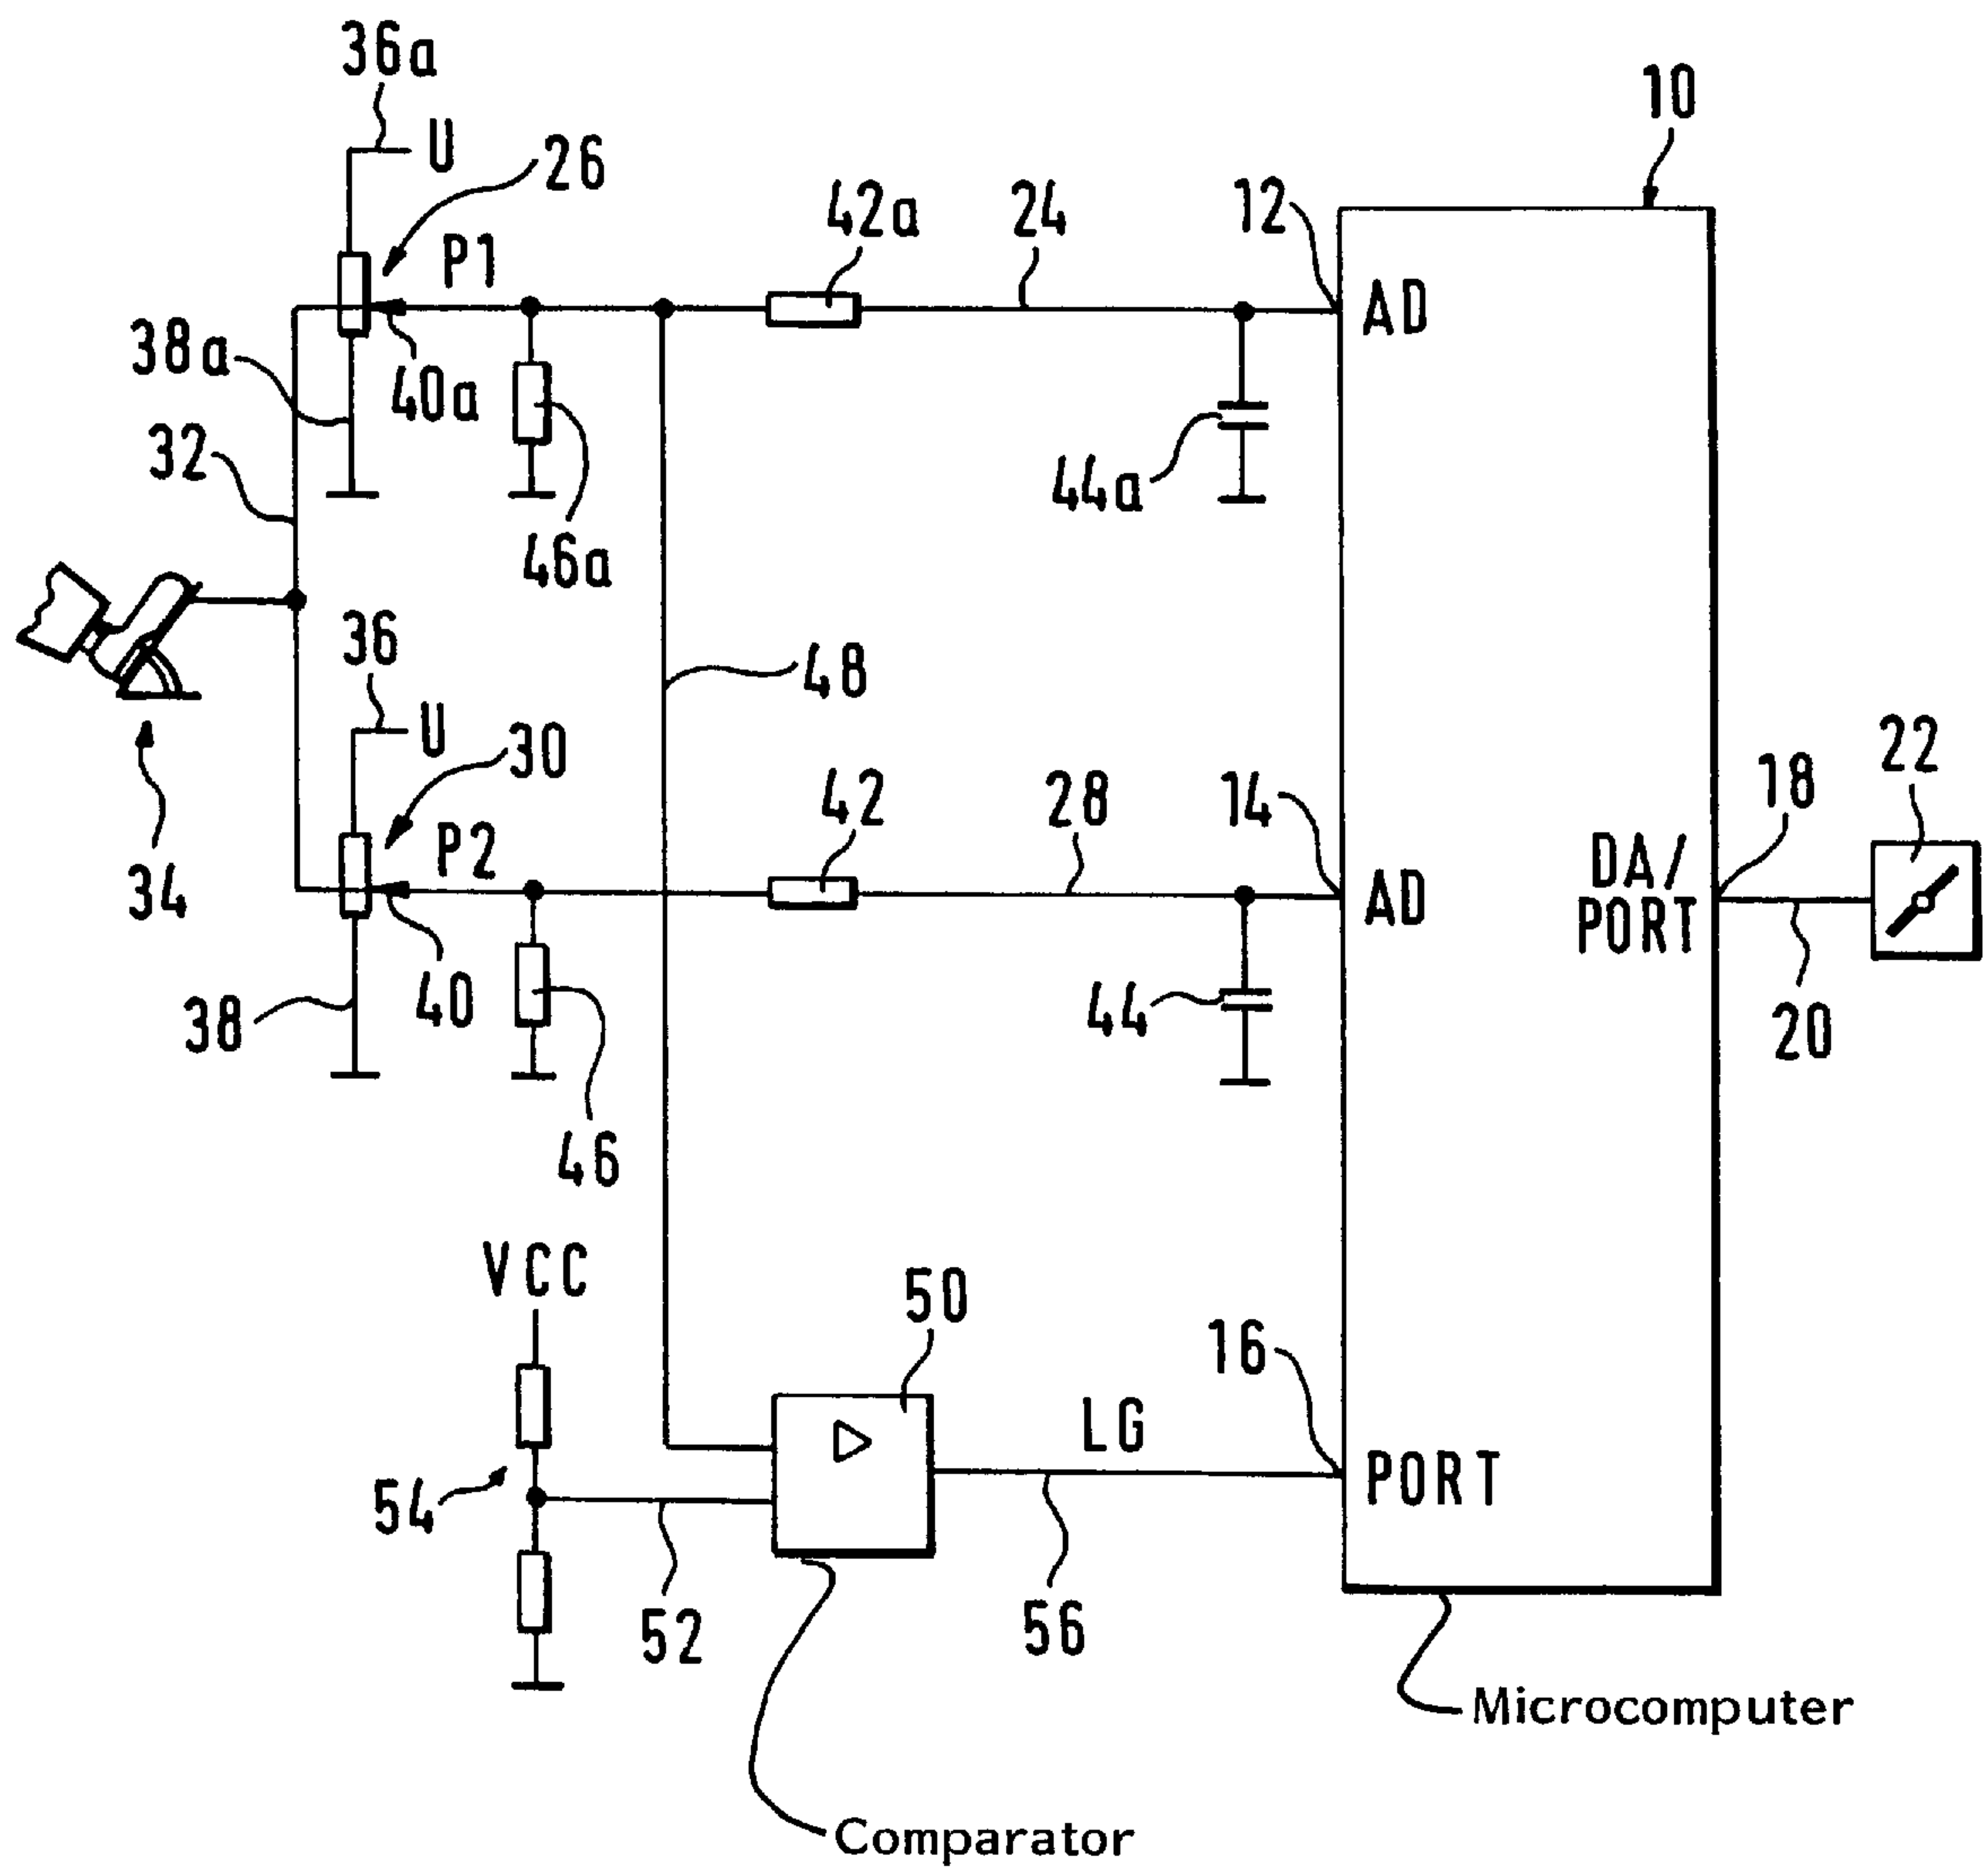 36a
U
26
10
P1
42a
24
12
AD
38a
40a
32
44a
46a
36
48
U
30
22
P2
42
28
14
18
DA/
PORT
34
AD
40
38
44
20
46
VCC
50
16
LG
54
PORT
52
56
Microcomputer
Comparator